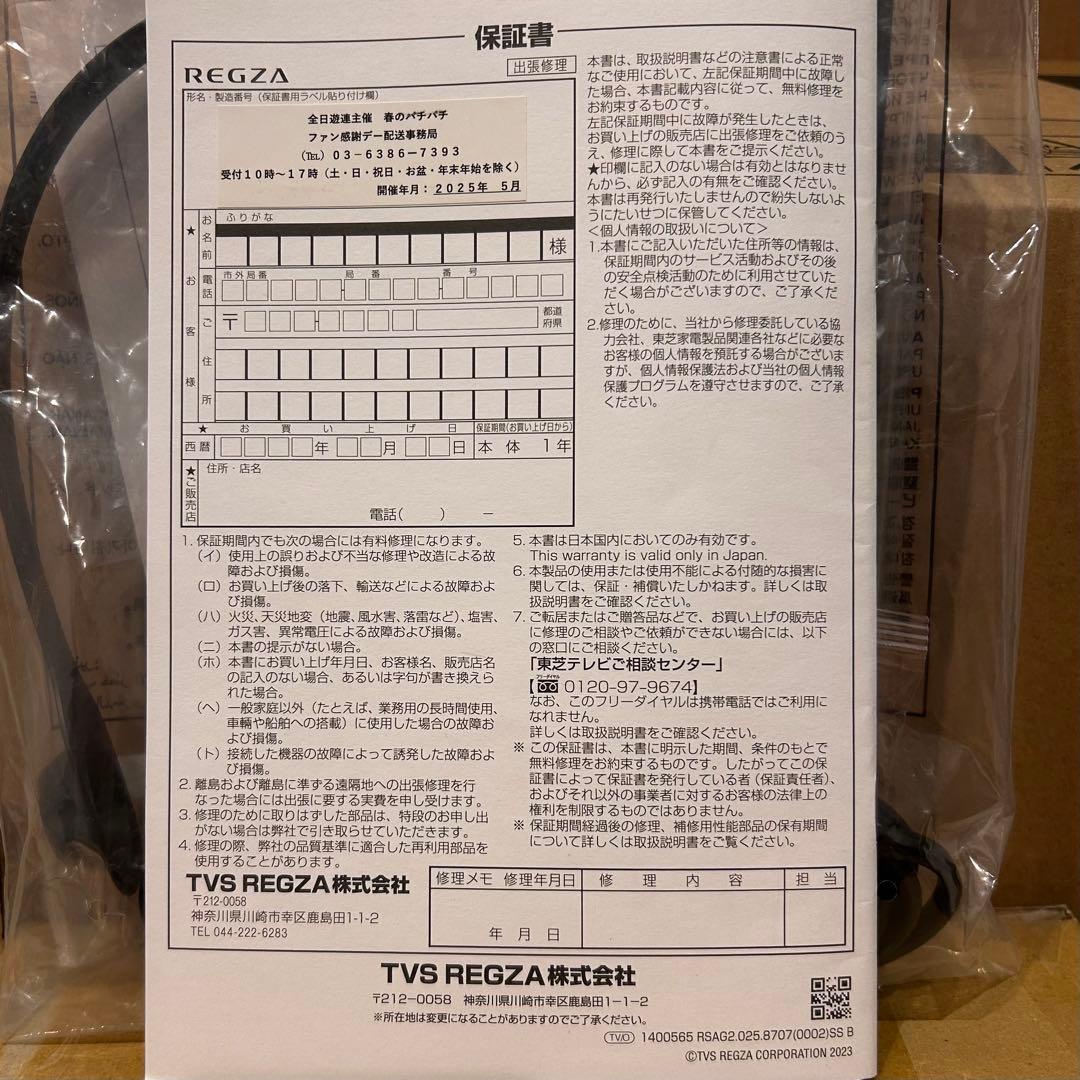 保証書
REGZA
出張修理
形名・製造番号（保証書用ラベル貼り付け欄）
全日遊連主催　春のパチパチ
ファン感謝デー配送事務局
（℡）０３－６３８６－７３９３
受付１０時～１７時（土・日・祝日・お盆・年末年始を除く）
開催年月：２０２５年　５月
★お客様
お名前
ふりがな
様
電話
市外局番　局番　番号
ご住所
〒
都道府県
★お買い上げ日
保証期間（お買い上げ日から）
西暦　年　月　日
本体　1年
★ご販売店
住所・店名
電話（　　）　－
本書は、取扱説明書などの注意書による正常
なご使用において、左記保証期間中に故障し
た場合、本書記載内容に従って、無料修理を
お約束するものです。
左記保証期間中に故障が発生したときは、
お買い上げの販売店に出張修理をご依頼のう
え、修理に際して本書をご提示ください。
★印欄に記入のない場合は有効とはなりませ
んから、必ず記入の有無をご確認ください。
本書は再発行いたしませんので紛失しないよ
うにたいせつに保管してください。
＜個人情報の取扱いについて＞
1.本書にご記入いただいた住所等の情報は、
保証期間内のサービス活動およびその後
の安全点検活動のために利用させていた
だく場合がございますので、ご了承くだ
さい。
2.修理のために、当社から修理委託している協
力会社、東芝家電製品関連各社などに必要な
お客様の個人情報を預託する場合がございま
すが、個人情報保護法および当社の個人情報
保護プログラムを遵守させますので、ご了承
ください。
1. 保証期間内でも次の場合には有料修理になります。
（イ）使用上の誤りおよび不当な修理や改造による故
障および損傷。
（ロ）お買い上げ後の落下、輸送などによる故障およ
び損傷。
（ハ）火災、天災地変（地震、風水害、落雷など）、塩害、
ガス害、異常電圧による故障および損傷。
（ニ）本書の提示がない場合。
（ホ）本書にお買い上げ年月日、お客様名、販売店名
の記入のない場合、あるいは字句が書き換えら
れた場合。
（ヘ）一般家庭以外（たとえば、業務用の長時間使用、
車輛や船舶への搭載）に使用した場合の故障お
よび損傷。
（ト）接続した機器の故障によって誘発した故障およ
び損傷。
2. 離島および離島に準ずる遠隔地への出張修理を行
なった場合には出張に要する実費を申し受けます。
3. 修理のために取りはずした部品は、特段のお申し出
がない場合は弊社で引き取らせていただきます。
4. 修理の際、弊社の品質基準に適合した再利用部品を
使用することがあります。
5. 本書は日本国内においてのみ有効です。
This warranty is valid only in Japan.
6. 本製品の使用または使用不能による付随的な損害に
関しては、保証・補償いたしかねます。詳しくは取
扱説明書をご確認ください。
7. ご転居またはご贈答品などで、お買い上げの販売店
に修理のご相談やご依頼ができない場合には、以下
の窓口にご相談ください。
「東芝テレビご相談センター」
【フリーダイヤル 0120-97-9674】
なお、このフリーダイヤルは携帯電話ではご利用に
なれません。
詳しくは取扱説明書をご確認ください。
※ この保証書は、本書に明示した期間、条件のもとで
無料修理をお約束するものです。したがってこの保
証書によって保証書を発行している者（保証責任者）、
およびそれ以外の事業者に対するお客様の法律上の
権利を制限するものではありません。
※ 保証期間経過後の修理、補修用性能部品の保有期間
について詳しくは取扱説明書をご覧ください。
TVS REGZA株式会社
〒212-0058
神奈川県川崎市幸区鹿島田1-1-2
TEL 044-222-6283
修理メモ　修理年月日　修理内容　担当
年　月　日
TVS REGZA株式会社
〒212-0058　神奈川県川崎市幸区鹿島田1-1-2
※所在地は変更になることがありますのでご了承ください。
TV/O 1400565 RSAG2.025.8707(0002)SS B
©TVS REGZA CORPORATION 2023